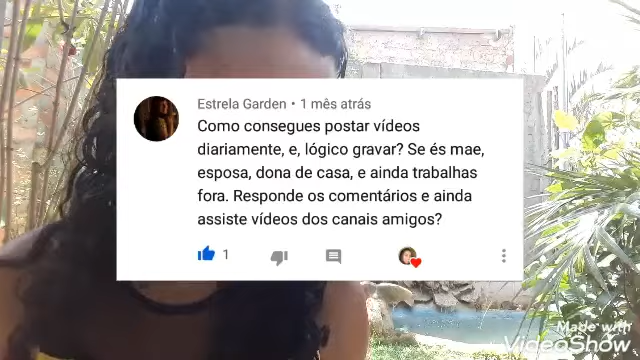 Estrela Garden • 1 mês atrás
Como consegues postar vídeos
diariamente, e, lógico gravar? Se és mae,
esposa, dona de casa, e ainda trabalhas
fora. Responde os comentários e ainda
assiste vídeos dos canais amigos?
1
Made with
VideoShow